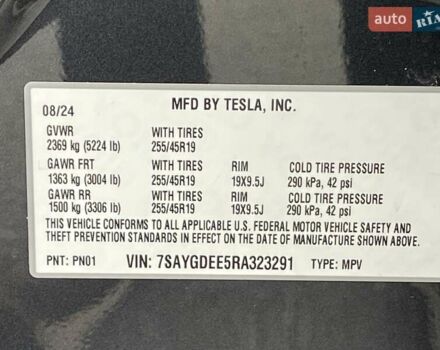 auto RIA
08/24 MFD BY TESLA, INC.
GVWR WITH TIRES
2369 kg (5224 lb) 255/45R19
GAWR FRT WITH TIRES RIM COLD TIRE PRESSURE
1363 kg (3004 lb) 255/45R19 19X9.5J 290 kPa, 42 psi
GAWR RR WITH TIRES RIM COLD TIRE PRESSURE
1500 kg (3306 lb) 255/45R19 19X9.5J 290 kPa, 42 psi
THIS VEHICLE CONFORMS TO ALL APPLICABLE U.S. FEDERAL MOTOR VEHICLE SAFETY AND
THEFT PREVENTION STANDARDS IN EFFECT ON THE DATE OF MANUFACTURE SHOWN ABOVE.
PNT: PN01 VIN: 7SAYGDEE5RA323291 TYPE: MPV